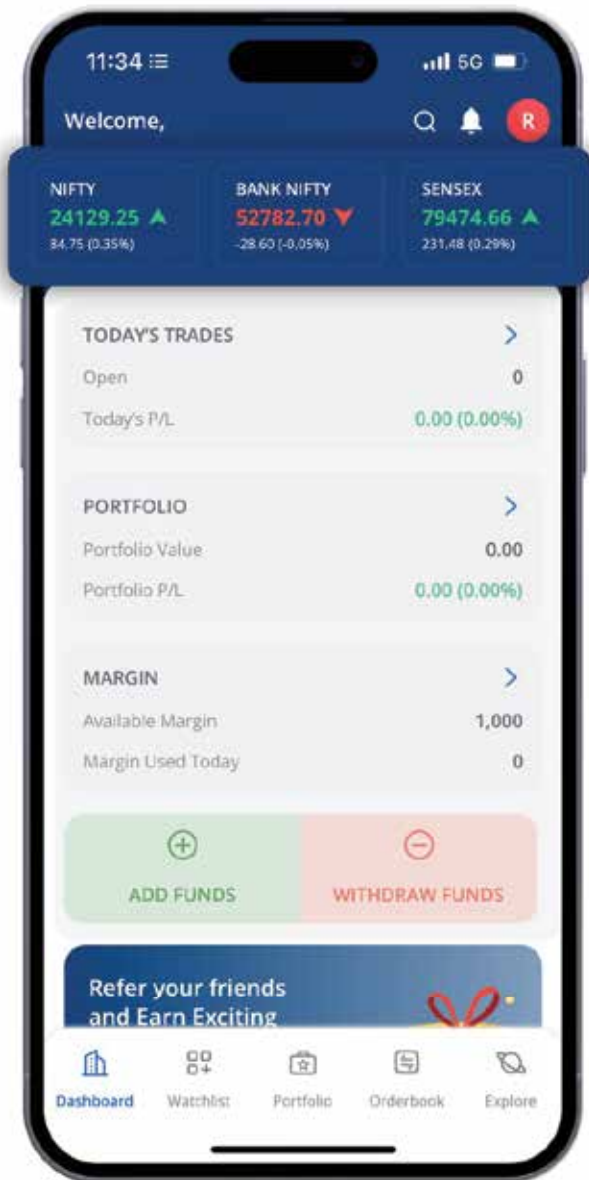 11:34
5G
Welcome,
R
NIFTY
24129.25
84.75 (0.35%)
BANK NIFTY
52782.70
-28.60 (-0.05%)
SENSEX
79474.66
231.48 (0.29%)
TODAY'S TRADES
Open 0
Today's P/L 0.00 (0.00%)
PORTFOLIO
Portfolio Value 0.00
Portfolio P/L 0.00 (0.00%)
MARGIN
Available Margin 1,000
Margin Used Today 0
ADD FUNDS
WITHDRAW FUNDS
Refer your friends
and Earn Exciting
Dashboard
Watchlist
Portfolio
Orderbook
Explore